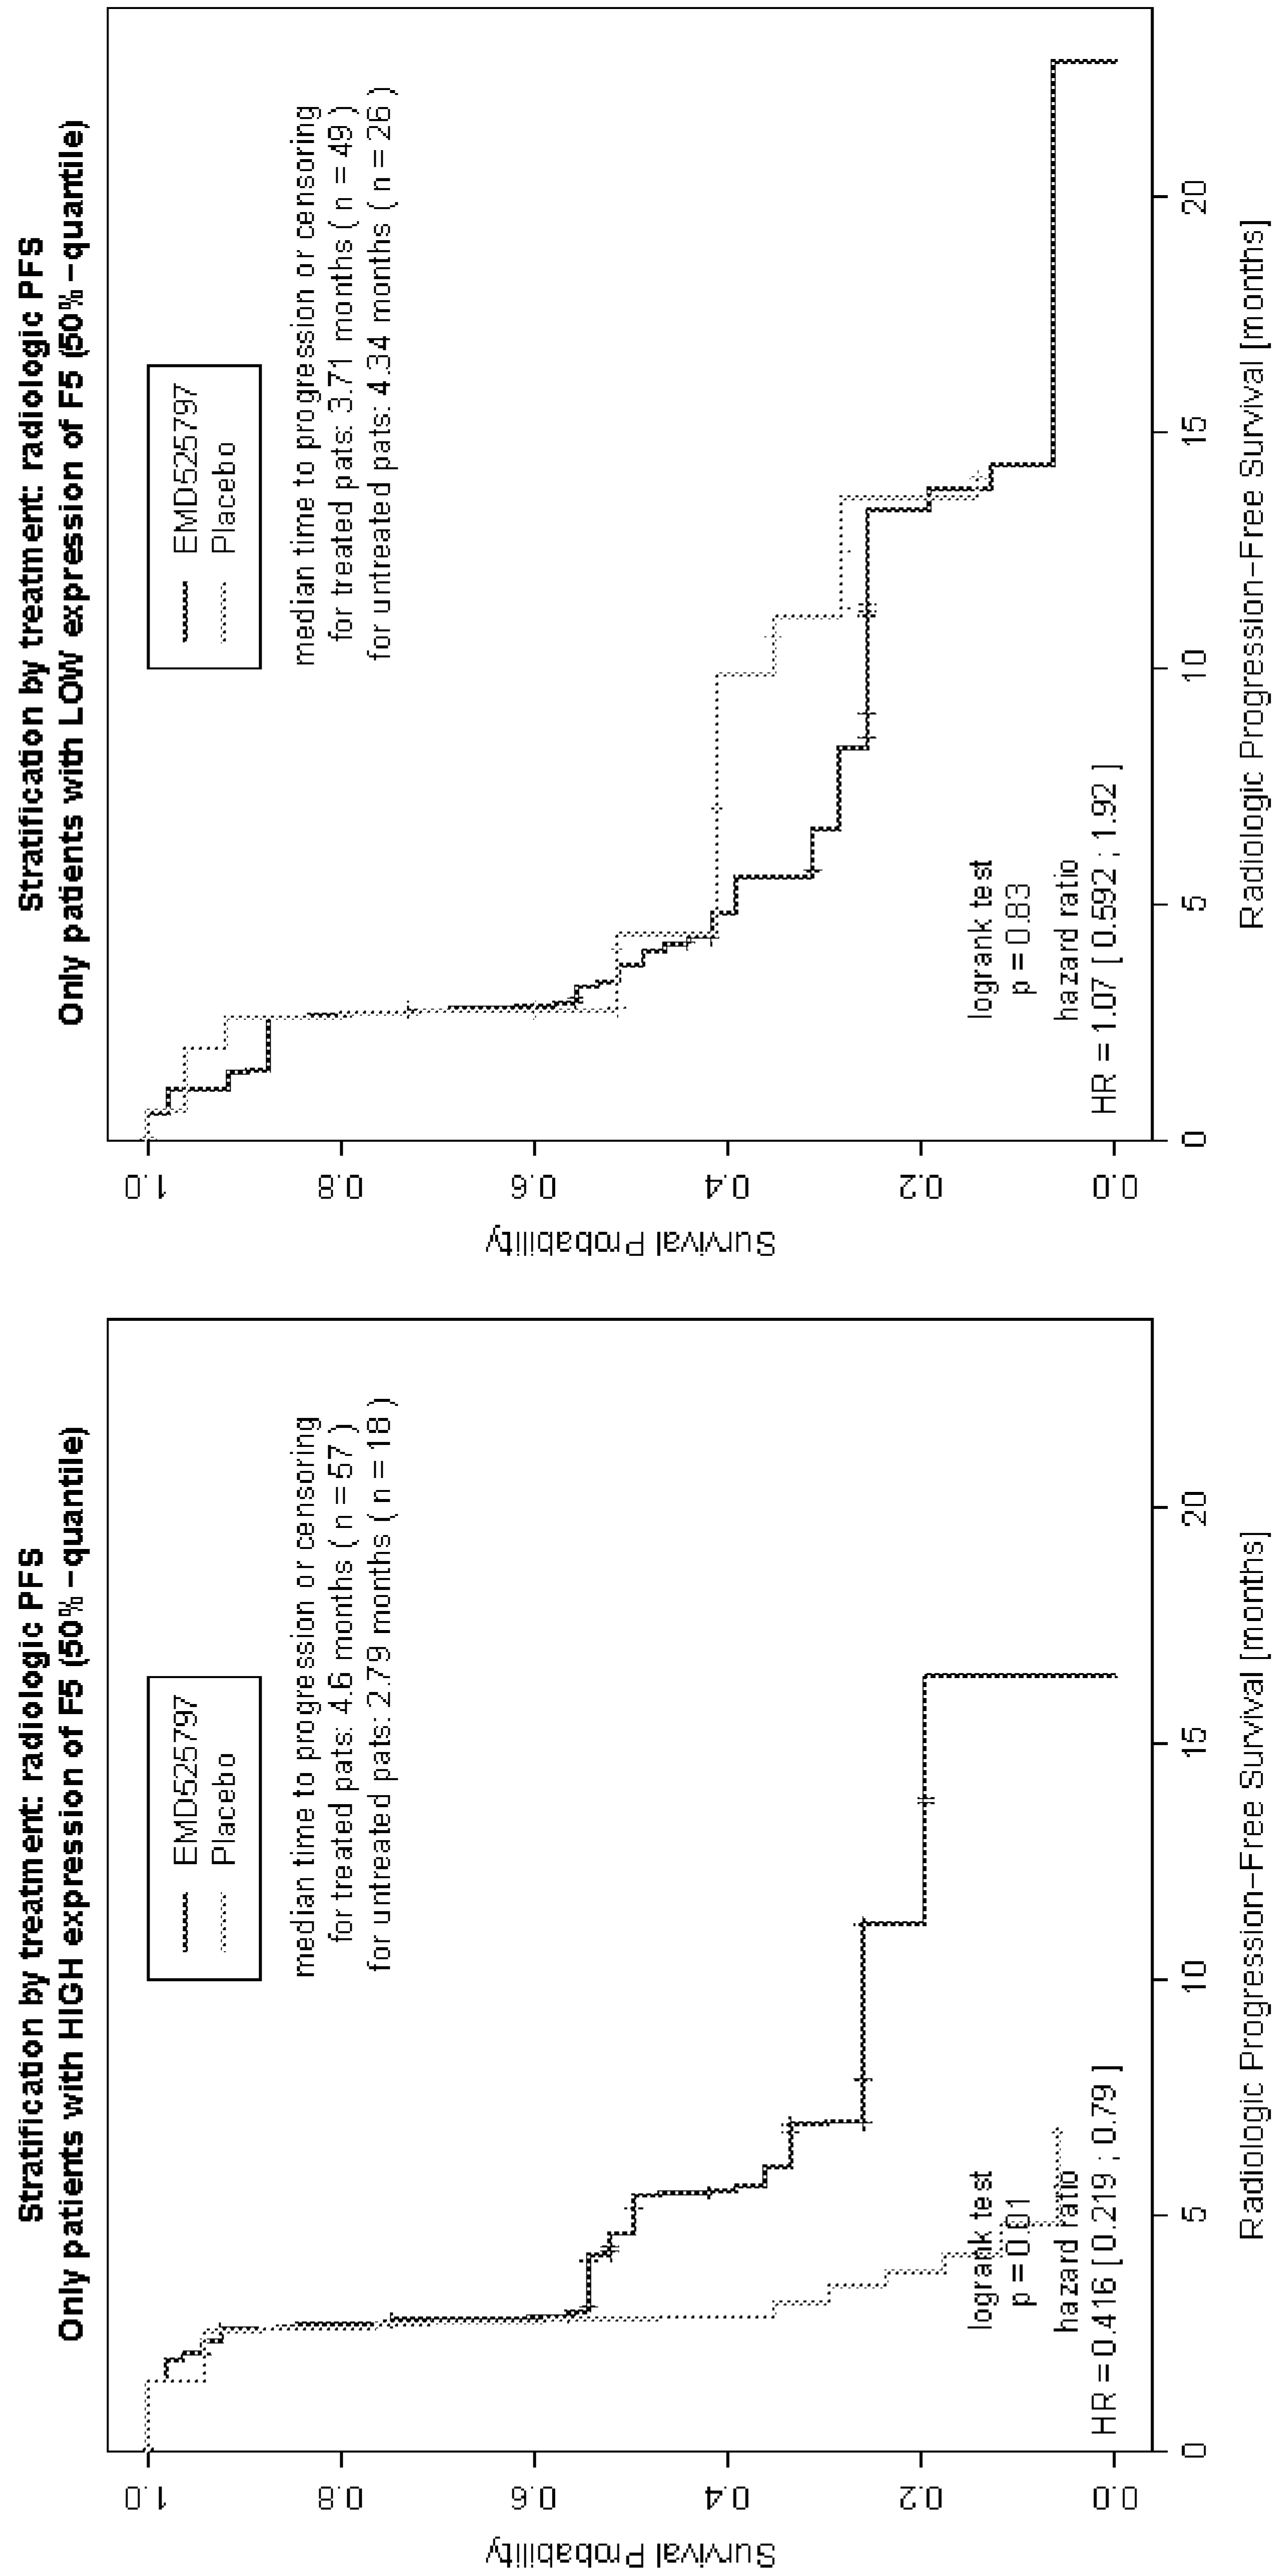 Stratification by treatment: radiologic PFS
Only patients with HIGH expression of F5 (50%-quantile)
EMD525797
Placebo
median time to progression or censoring
for treated pats: 4.6 months ( n = 57 )
for untreated pats: 2.79 months ( n = 18 )
logrank test
p = 0.01
hazard ratio
HR = 0.416 [ 0.219 ; 0.79 ]
Survival Probability
1.0
0.8
0.6
0.4
0.2
0.0
0
5
10
15
20
Radiologic Progression-Free Survival [months]
Stratification by treatment: radiologic PFS
Only patients with LOW expression of F5 (50%-quantile)
EMD525797
Placebo
median time to progression or censoring
for treated pats: 3.71 months ( n = 49 )
for untreated pats: 4.34 months ( n = 26 )
logrank test
p = 0.83
hazard ratio
HR = 1.07 [ 0.592 ; 1.92 ]
Survival Probability
1.0
0.8
0.6
0.4
0.2
0.0
0
5
10
15
20
Radiologic Progression-Free Survival [months]